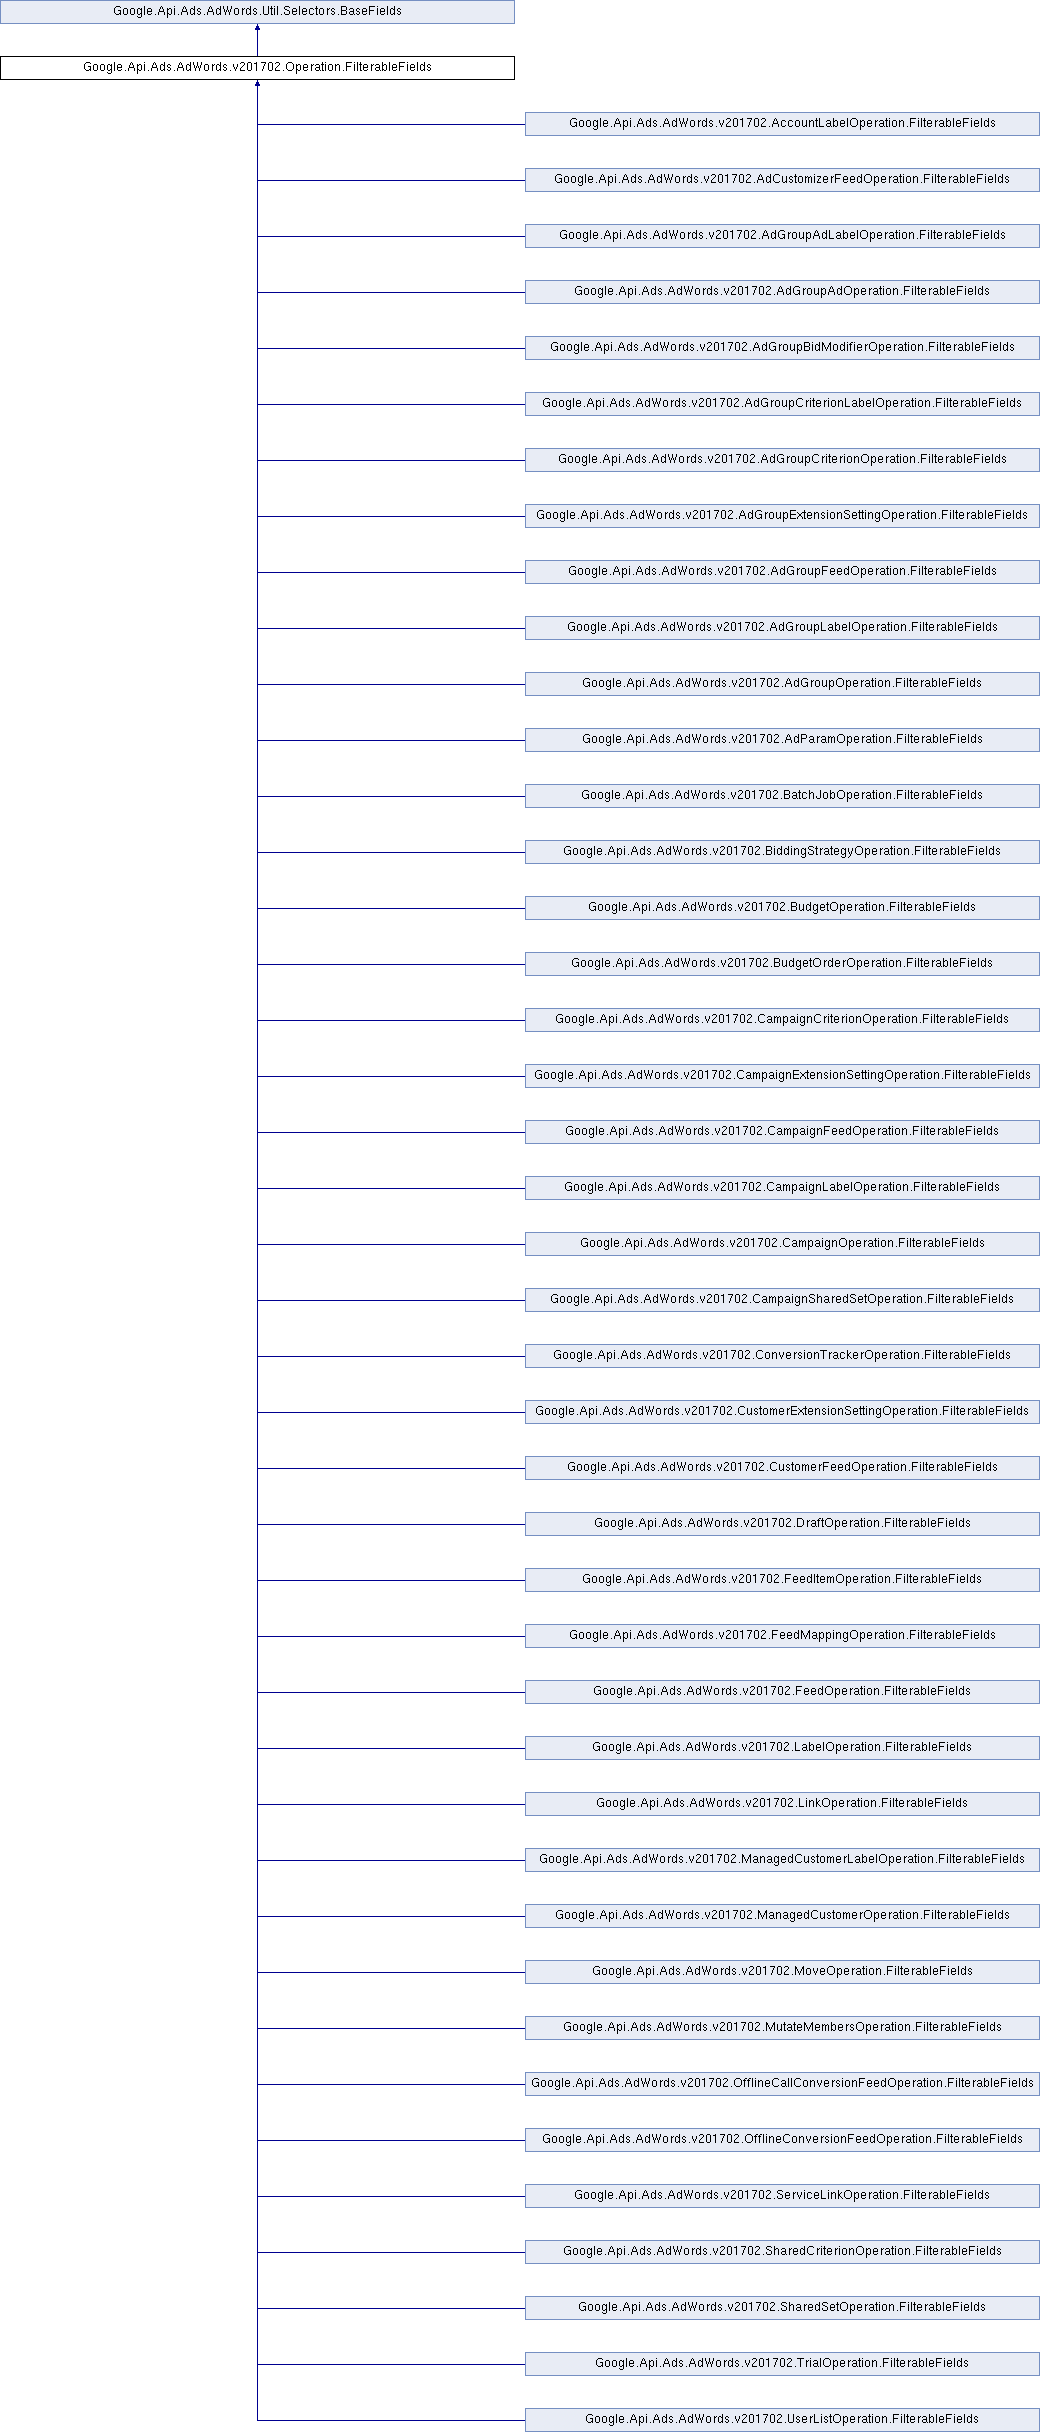 Google.Api.Ads.AdWords.Util.Selectors.BaseFields
Google.Api.Ads.AdWords.v201702.Operation.FilterableFields
Google.Api.Ads.AdWords.v201702.AccountLabelOperation.FilterableFields
Google.Api.Ads.AdWords.v201702.AdCustomizerFeedOperation.FilterableFields
Google.Api.Ads.AdWords.v201702.AdGroupAdLabelOperation.FilterableFields
Google.Api.Ads.AdWords.v201702.AdGroupAdOperation.FilterableFields
Google.Api.Ads.AdWords.v201702.AdGroupBidModifierOperation.FilterableFields
Google.Api.Ads.AdWords.v201702.AdGroupCriterionLabelOperation.FilterableFields
Google.Api.Ads.AdWords.v201702.AdGroupCriterionOperation.FilterableFields
Google.Api.Ads.AdWords.v201702.AdGroupExtensionSettingOperation.FilterableFields
Google.Api.Ads.AdWords.v201702.AdGroupFeedOperation.FilterableFields
Google.Api.Ads.AdWords.v201702.AdGroupLabelOperation.FilterableFields
Google.Api.Ads.AdWords.v201702.AdGroupOperation.FilterableFields
Google.Api.Ads.AdWords.v201702.AdParamOperation.FilterableFields
Google.Api.Ads.AdWords.v201702.BatchJobOperation.FilterableFields
Google.Api.Ads.AdWords.v201702.BiddingStrategyOperation.FilterableFields
Google.Api.Ads.AdWords.v201702.BudgetOperation.FilterableFields
Google.Api.Ads.AdWords.v201702.BudgetOrderOperation.FilterableFields
Google.Api.Ads.AdWords.v201702.CampaignCriterionOperation.FilterableFields
Google.Api.Ads.AdWords.v201702.CampaignExtensionSettingOperation.FilterableFields
Google.Api.Ads.AdWords.v201702.CampaignFeedOperation.FilterableFields
Google.Api.Ads.AdWords.v201702.CampaignLabelOperation.FilterableFields
Google.Api.Ads.AdWords.v201702.CampaignOperation.FilterableFields
Google.Api.Ads.AdWords.v201702.CampaignSharedSetOperation.FilterableFields
Google.Api.Ads.AdWords.v201702.ConversionTrackerOperation.FilterableFields
Google.Api.Ads.AdWords.v201702.CustomerExtensionSettingOperation.FilterableFields
Google.Api.Ads.AdWords.v201702.CustomerFeedOperation.FilterableFields
Google.Api.Ads.AdWords.v201702.DraftOperation.FilterableFields
Google.Api.Ads.AdWords.v201702.FeedItemOperation.FilterableFields
Google.Api.Ads.AdWords.v201702.FeedMappingOperation.FilterableFields
Google.Api.Ads.AdWords.v201702.FeedOperation.FilterableFields
Google.Api.Ads.AdWords.v201702.LabelOperation.FilterableFields
Google.Api.Ads.AdWords.v201702.LinkOperation.FilterableFields
Google.Api.Ads.AdWords.v201702.ManagedCustomerLabelOperation.FilterableFields
Google.Api.Ads.AdWords.v201702.ManagedCustomerOperation.FilterableFields
Google.Api.Ads.AdWords.v201702.MoveOperation.FilterableFields
Google.Api.Ads.AdWords.v201702.MutateMembersOperation.FilterableFields
Google.Api.Ads.AdWords.v201702.OfflineCallConversionFeedOperation.FilterableFields
Google.Api.Ads.AdWords.v201702.OfflineConversionFeedOperation.FilterableFields
Google.Api.Ads.AdWords.v201702.ServiceLinkOperation.FilterableFields
Google.Api.Ads.AdWords.v201702.SharedCriterionOperation.FilterableFields
Google.Api.Ads.AdWords.v201702.SharedSetOperation.FilterableFields
Google.Api.Ads.AdWords.v201702.TrialOperation.FilterableFields
Google.Api.Ads.AdWords.v201702.UserListOperation.FilterableFields